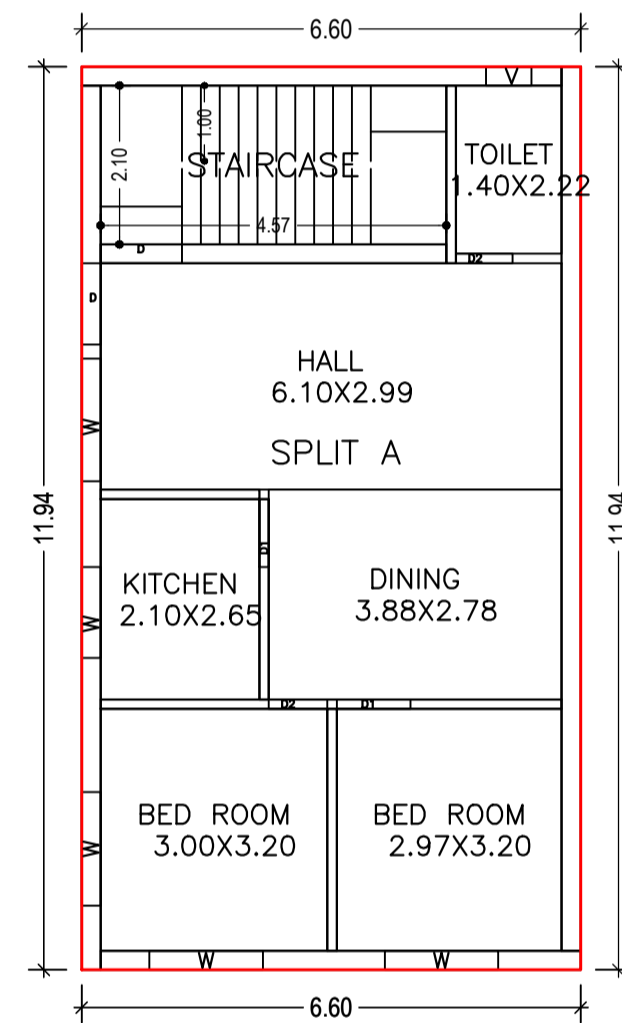 6.60
V
2.10
1.00
STAIRCASE
TOILET
1.40X2.22
4.57
D
D2
D
HALL
6.10X2.99
W
SPLIT A
11.94
11.94
D1
KITCHEN
2.10X2.65
DINING
3.88X2.78
W
D2
D1
BED ROOM
3.00X3.20
BED ROOM
2.97X3.20
W
W
W
6.60